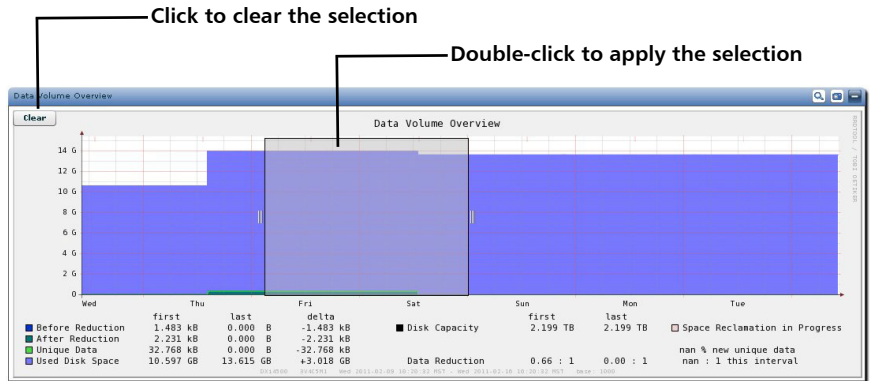 Click to clear the selection
Double-click to apply the selection
Data Volume Overview
Clear
Data Volume Overview
RRDTOOL / TOBI OETIKER
14 G
12 G
10 G
8 G
6 G
4 G
2 G
0
Wed Thu Fri Sat Sun Mon Tue
first last delta first last
Before Reduction 1.483 kB 0.000 B -1.483 kB Disk Capacity 2.199 TB 2.199 TB Space Reclamation in Progress
After Reduction 2.231 kB 0.000 B -2.231 kB
Unique Data 32.768 kB 0.000 B -32.768 kB nan % new unique data
Used Disk Space 10.597 GB 13.615 GB +3.018 GB Data Reduction 0.66 : 1 0.00 : 1 nan : 1 this interval